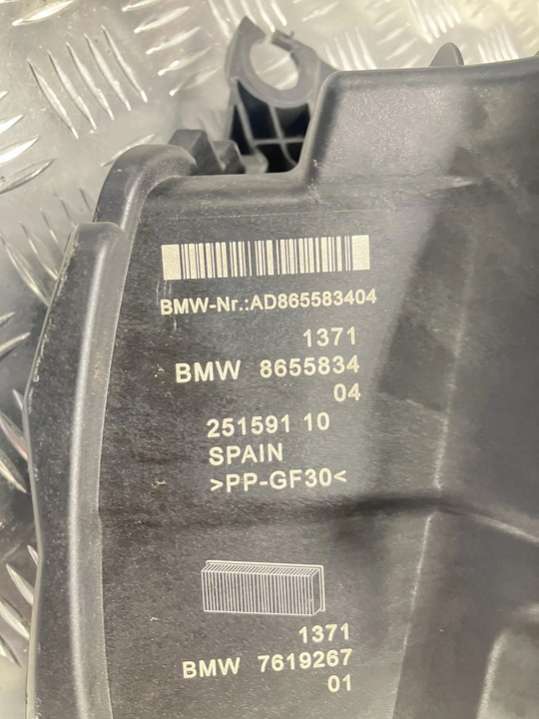 BMW-Nr.:AD865583404
1371
BMW 8655834
04
251591 10
SPAIN
>PP-GF30<
1371
BMW 7619267
01